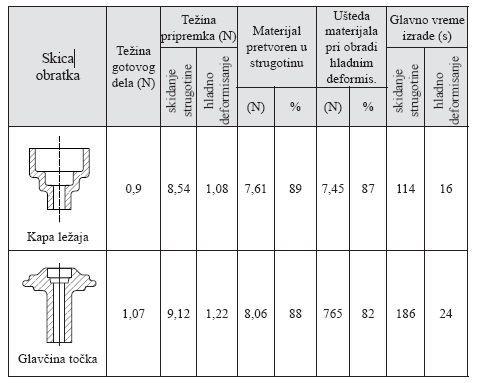 Skica
obratka
Težina
gotovog
dela (N)
Težina
pripremka (N)
skidanje
strugotine
hladno
deformisanje
Materijal
pretvoren u
strugotinu
(N)
%
Ušteda
materijala
pri obradi
hladnim
deformis.
(N)
%
Glavno vreme
izrade (s)
skidanje
strugotine
hladno
deformisanje
Kapa ležaja
0,9
8,54
1,08
7,61
89
7,45
87
114
16
Glavčina točka
1,07
9,12
1,22
8,06
88
765
82
186
24